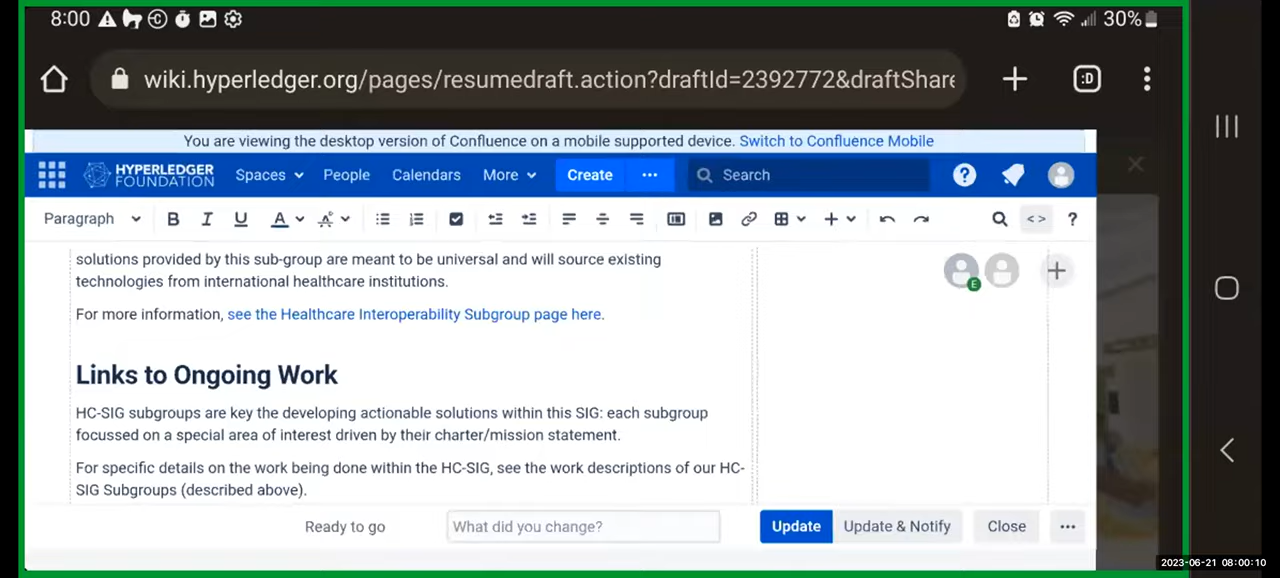 8:00 30%
wiki.hyperledger.org/pages/resumedraft.action?draftId=2392772&draftShare
:D
You are viewing the desktop version of Confluence on a mobile supported device. Switch to Confluence Mobile
HYPERLEDGER
FOUNDATION
Spaces People Calendars More Create ... Search ?
Paragraph B I U A A <> ?
solutions provided by this sub-group are meant to be universal and will source existing
technologies from international healthcare institutions.
E
For more information, see the Healthcare Interoperability Subgroup page here.
Links to Ongoing Work
HC-SIG subgroups are key the developing actionable solutions within this SIG: each subgroup
focussed on a special area of interest driven by their charter/mission statement.
For specific details on the work being done within the HC-SIG, see the work descriptions of our HC-
SIG Subgroups (described above).
Ready to go What did you change? Update Update & Notify Close ...
2023-06-21 08:00:10